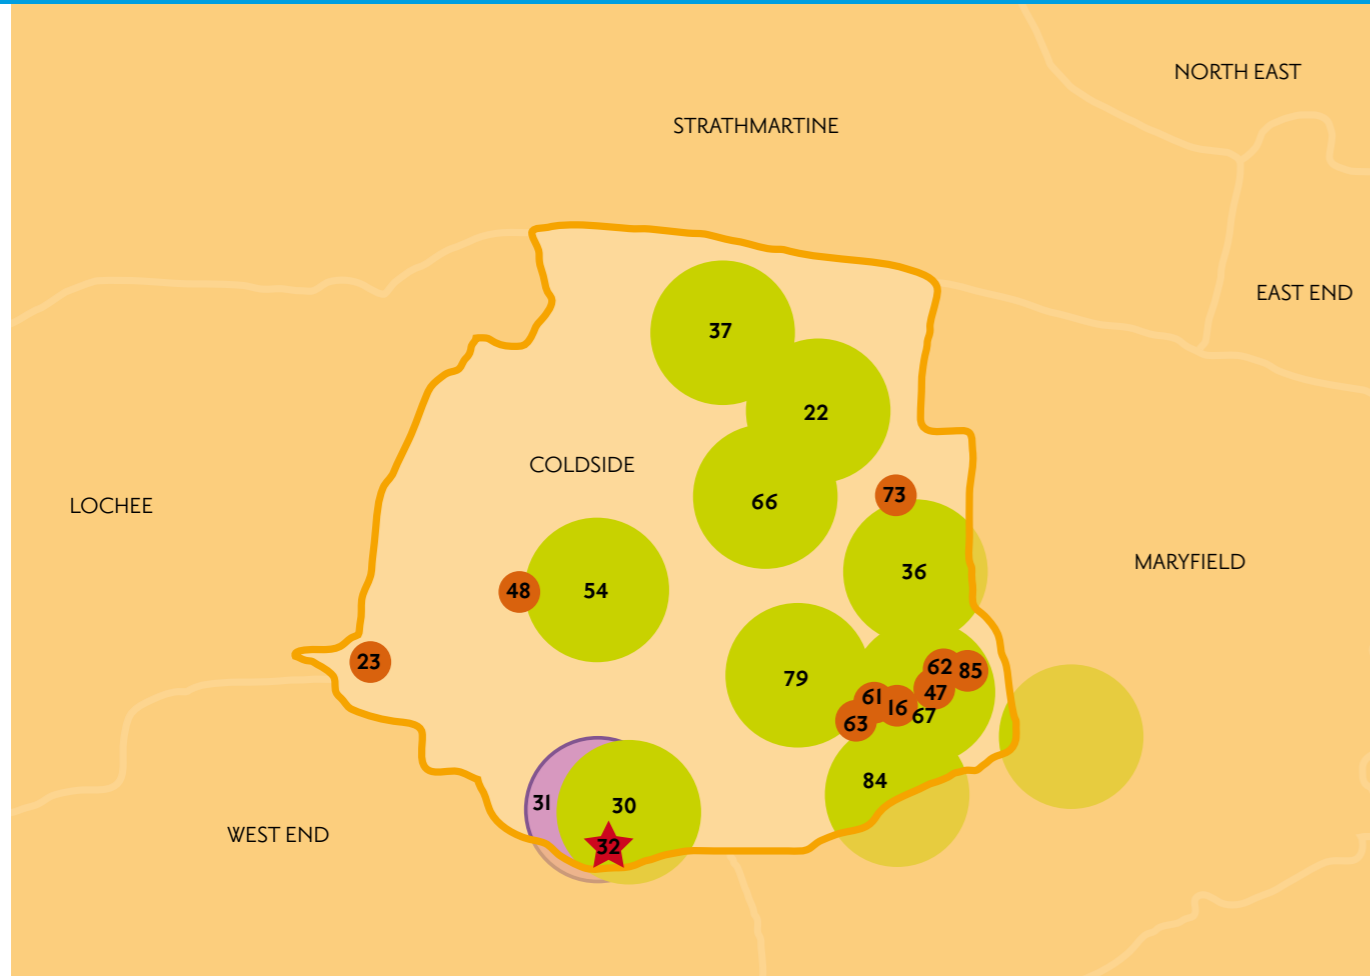 NORTH EAST
STRATHMARTINE
EAST END
37
22
COLDSIDE
66
73
LOCHEE
MARYFIELD
36
48
54
23
62
85
79
47
61
16
67
63
84
31
30
WEST END
32